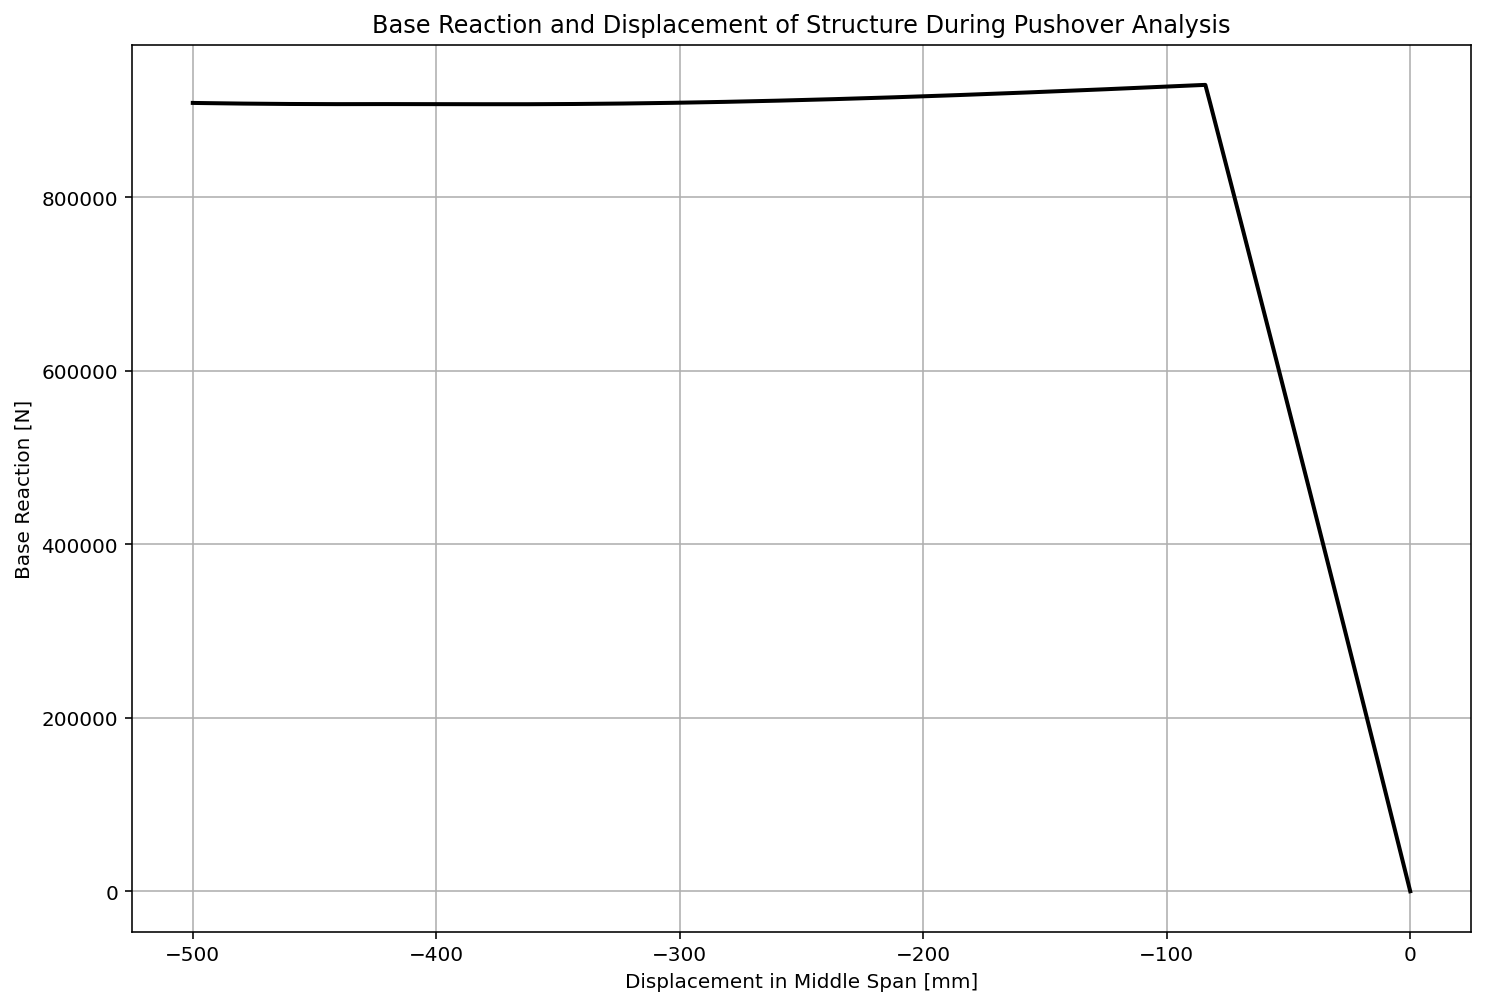 Base Reaction and Displacement of Structure During Pushover Analysis
800000
600000
400000
200000
0
Base Reaction [N]
−500 −400 −300 −200 −100 0
Displacement in Middle Span [mm]